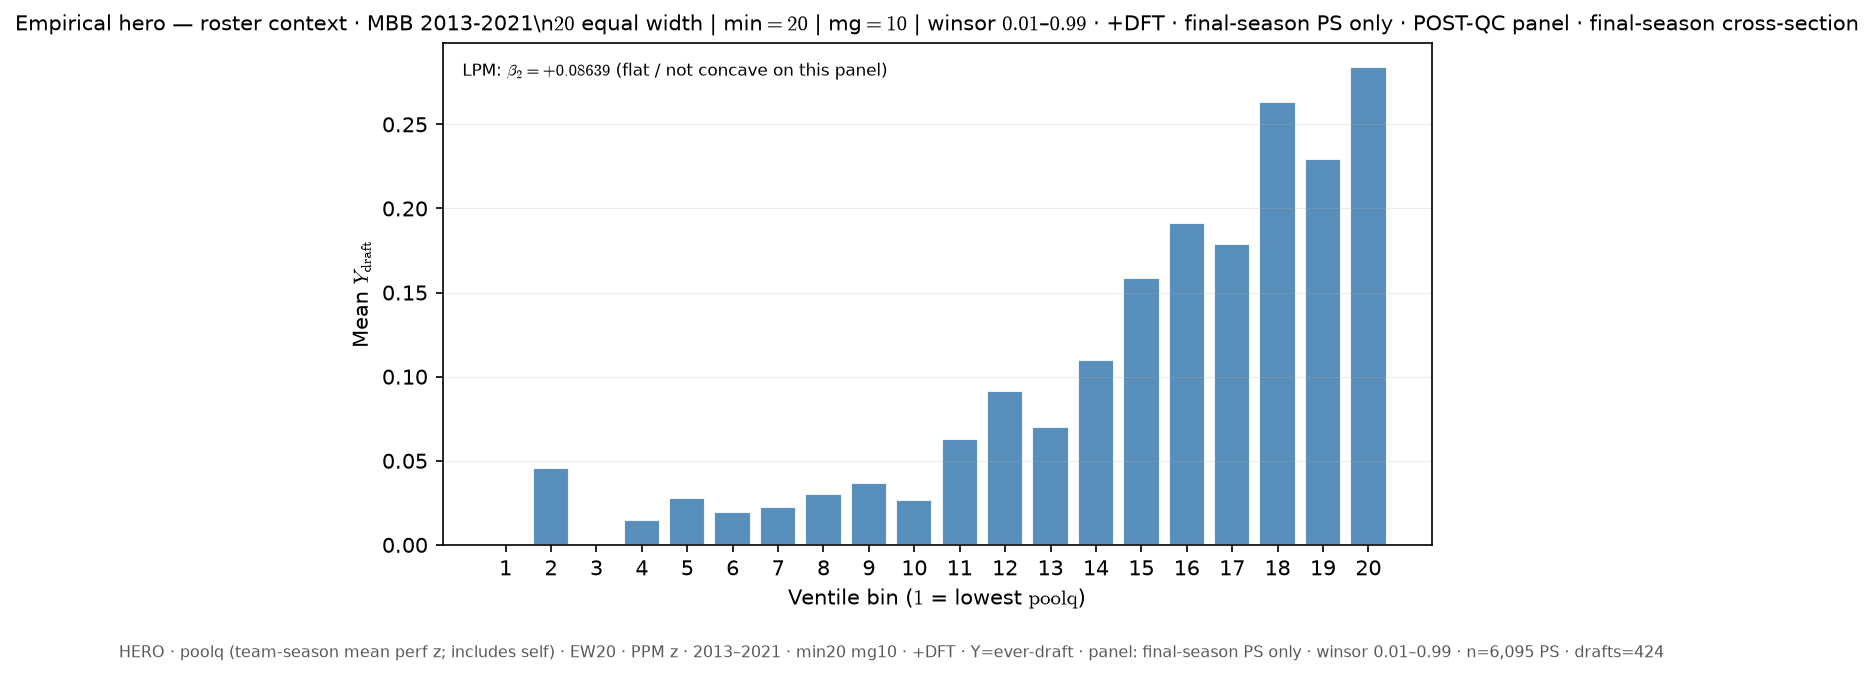 Empirical hero — roster context · MBB 2013-2021\n20 equal width | min = 20 | mg = 10 | winsor 0.01–0.99 · +DFT · final-season PS only · POST-QC panel · final-season cross-section
LPM: β₂ = +0.08639 (flat / not concave on this panel)
Mean Y_draft
0.25
0.20
0.15
0.10
0.05
0.00
1 2 3 4 5 6 7 8 9 10 11 12 13 14 15 16 17 18 19 20
Ventile bin (1 = lowest poolq)
HERO · poolq (team-season mean perf z; includes self) · EW20 · PPM z · 2013–2021 · min20 mg10 · +DFT · Y=ever-draft · panel: final-season PS only · winsor 0.01–0.99 · n=6,095 PS · drafts=424